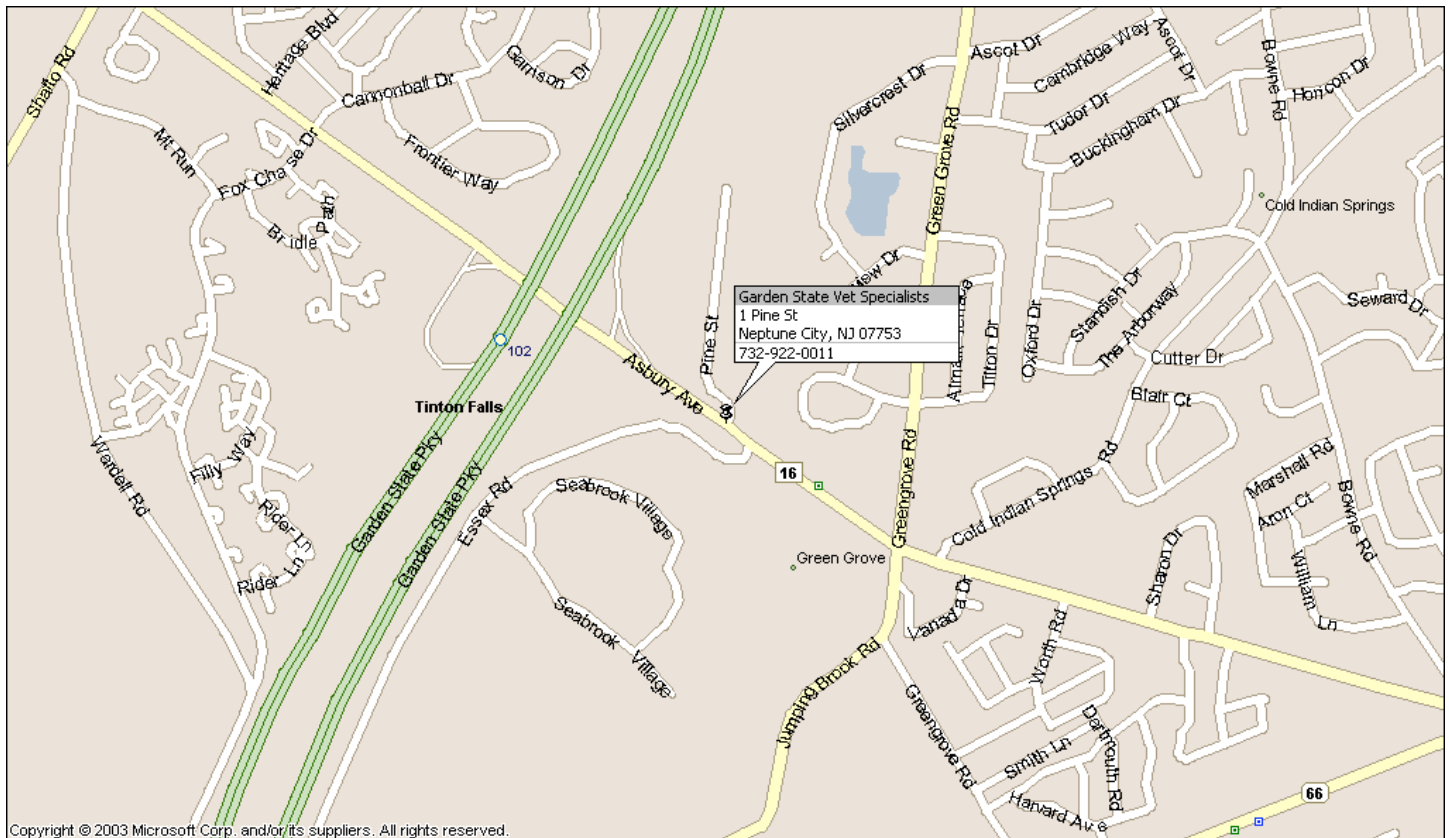 Shafto Rd
Heritage Blvd
Garrison Dr
Cannonball Dr
Mt Run
Fox Chase Dr
Frontier Way
Bridle Path
Silvercrest Dr
Ascot Dr
Cambridge Way
Ascot Dr
Tudor Dr
Buckingham Dr
Bowne Rd
Horicon Dr
Green Grove Rd
Cold Indian Springs
Dr
Garden State Vet Specialists
1 Pine St
Neptune City, NJ 07753
732-922-0011
Pine St
Tilton Dr
Oxford Dr
Standish Dr
The Arborway
Seward Dr
Cutter Dr
Blair Ct
102
Asbury Ave
Tinton Falls
Garden State Pky
Garden State Pky
Wardell Rd
Filly Way
Rider Ln
Rider Ln
Essex Rd
Seabrook Village
Seabrook Village
16
Greengrove Rd
Green Grove
Cold Indian Springs Rd
Marshall Rd
Aron Ct
William Ln
Bowne Rd
Sharon Dr
Vanada Dr
Worth Rd
Jumping Brook Rd
Greengrove Rd
Smith Ln
Dartmouth Rd
Harvard Ave
66
Copyright © 2003 Microsoft Corp. and/or its suppliers. All rights reserved.